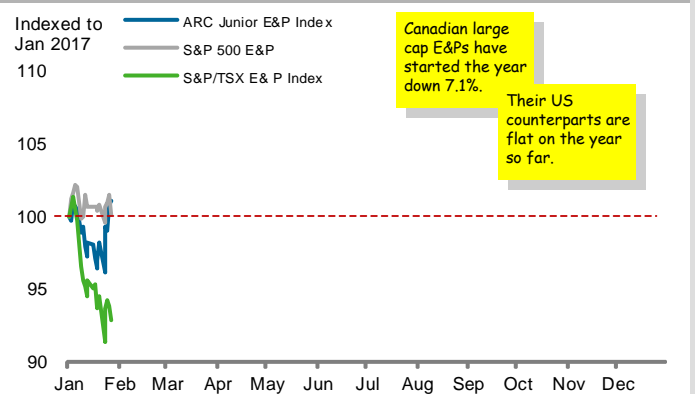 Indexed to
Jan 2017
ARC Junior E&P Index
S&P 500 E&P
S&P/TSX E& P Index
Canadian large
cap E&Ps have
started the year
down 7.1%.
Their US
counterparts are
flat on the year
so far.
110
105
100
95
90
Jan Feb Mar Apr May Jun Jul Aug Sep Oct Nov Dec